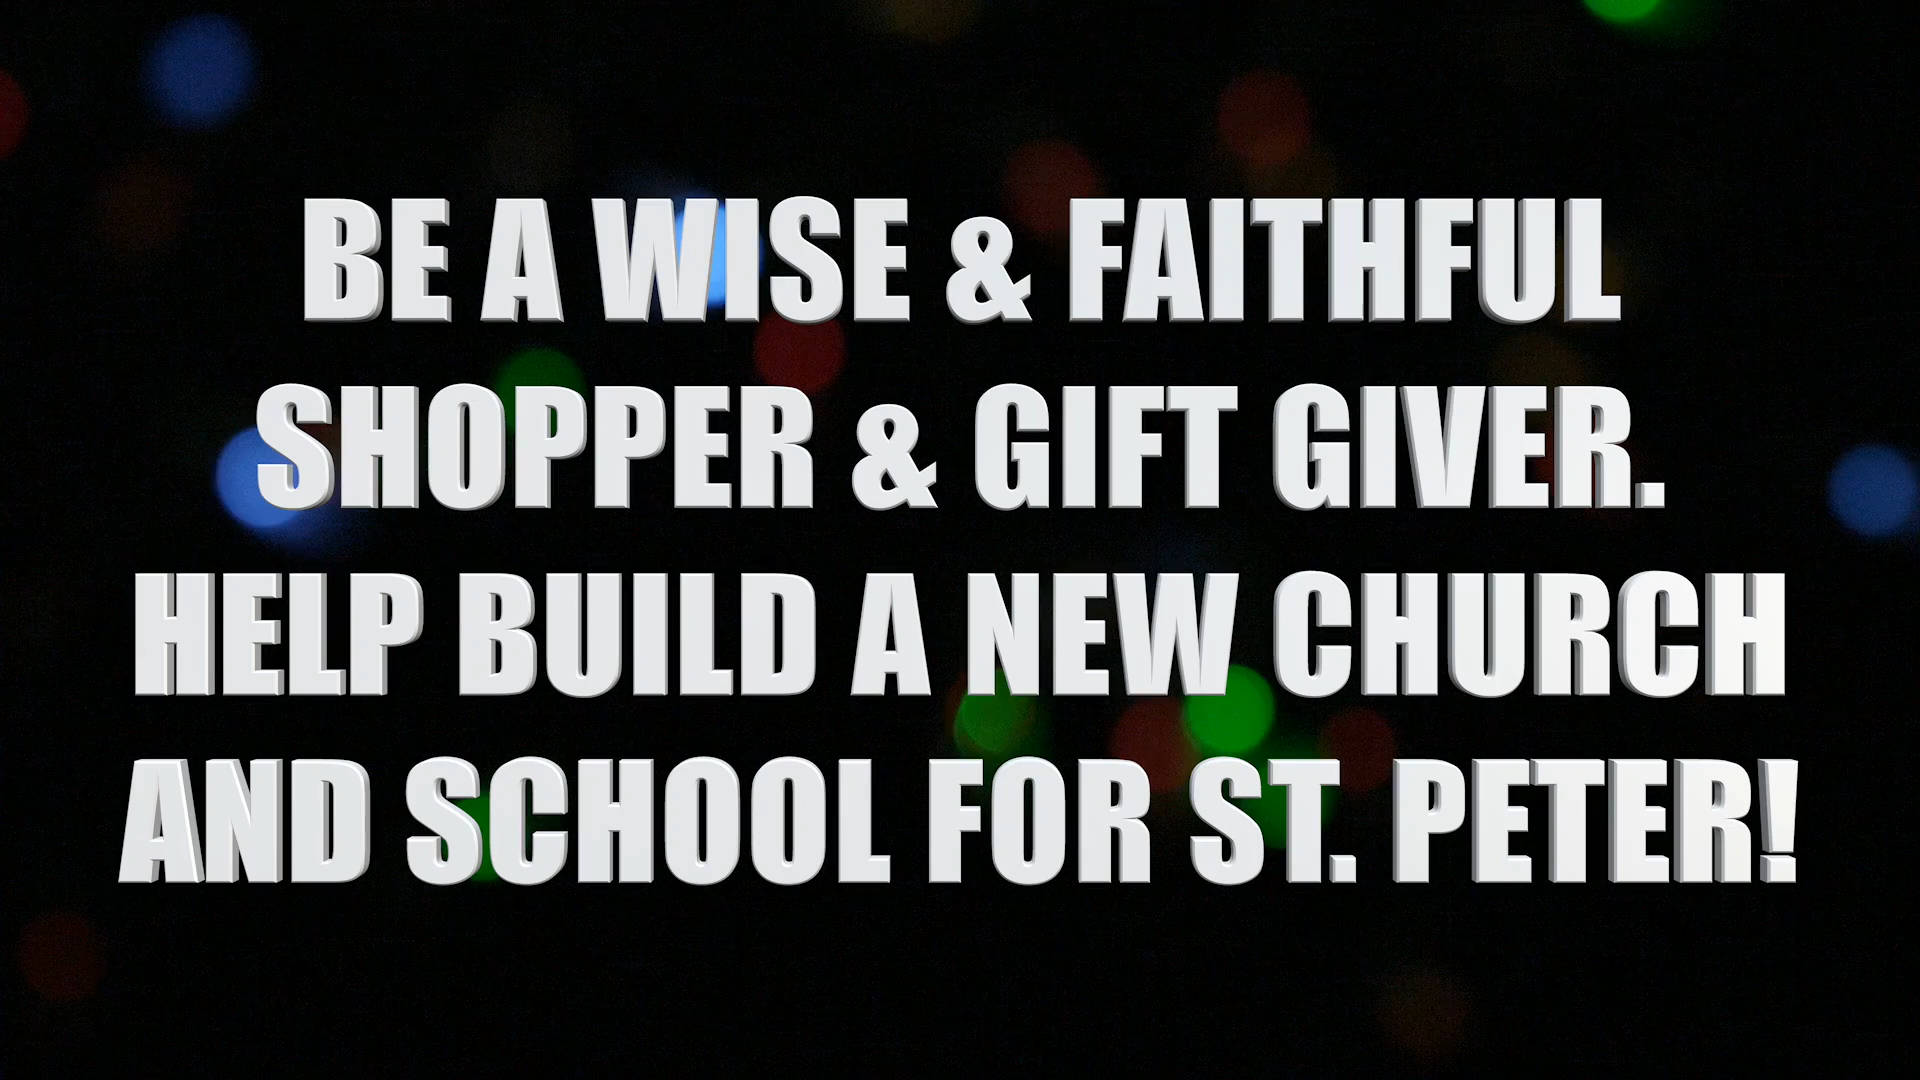 BE A WISE & FAITHFUL
SHOPPER & GIFT GIVER.
HELP BUILD A NEW CHURCH
AND SCHOOL FOR ST. PETER!